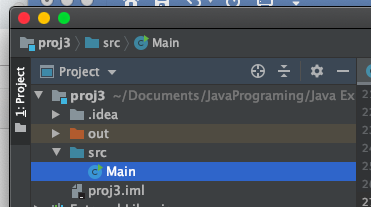 proj3 src Main
1: Project
Project
proj3 ~/Documents/JavaPrograming/Java Ex
.idea
out
src
Main
proj3.iml